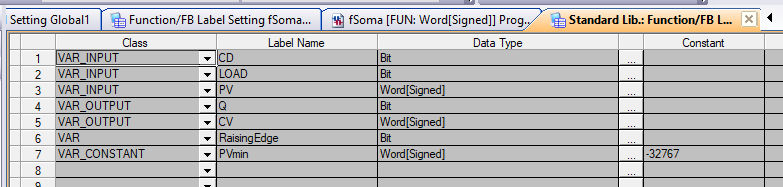 Setting Global1 Function/FB Label Setting fSoma... fSoma [FUN: Word[Signed]] Prog... Standard Lib.: Function/FB L...
Class Label Name Data Type Constant
1 VAR_INPUT CD Bit ...
2 VAR_INPUT LOAD Bit ...
3 VAR_INPUT PV Word[Signed] ...
4 VAR_OUTPUT Q Bit ...
5 VAR_OUTPUT CV Word[Signed] ...
6 VAR RaisingEdge Bit ...
7 VAR_CONSTANT PVmin Word[Signed] ... -32767
8 ...
9